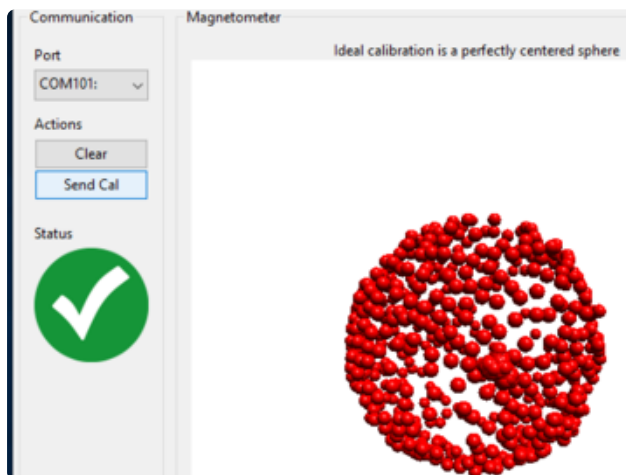 Communication
Magnetometer
Port
Ideal calibration is a perfectly centered sphere
COM101:
Actions
Clear
Send Cal
Status